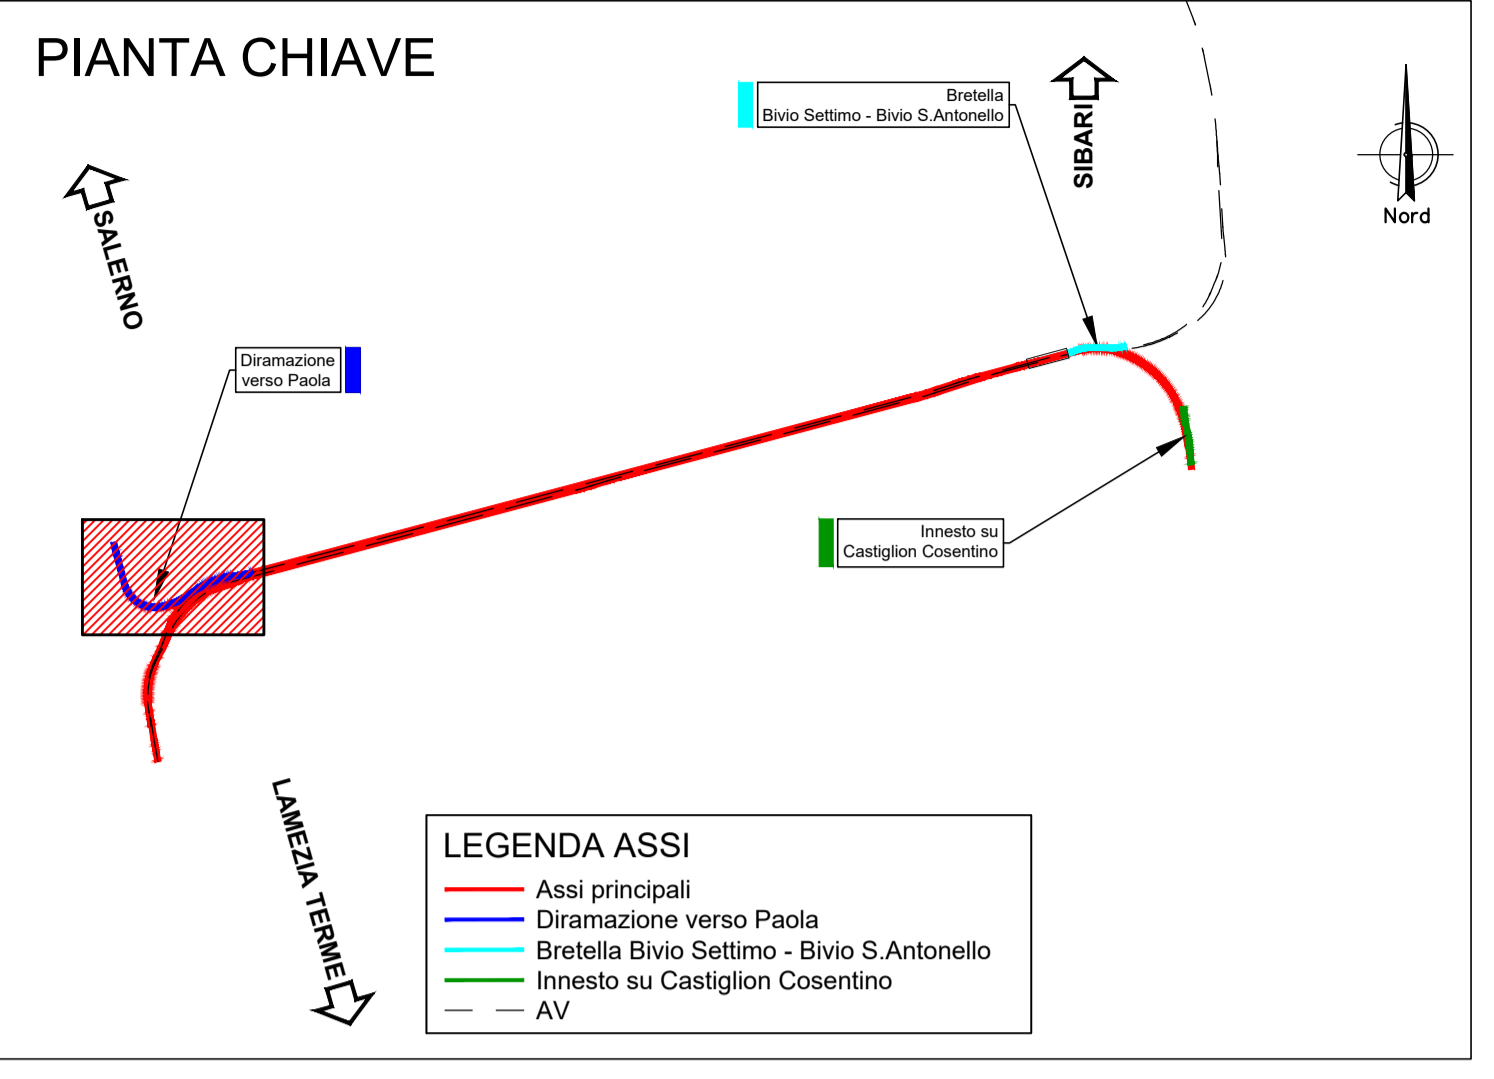 PIANTA CHIAVE
Bretella
Bivio Settimo - Bivio S.Antonello
SIBARI
Nord
SALERNO
Diramazione
verso Paola
Innesto su
Castiglion Cosentino
LAMEZIA TERME
LEGENDA ASSI
Assi principali
Diramazione verso Paola
Bretella Bivio Settimo - Bivio S.Antonello
Innesto su Castiglion Cosentino
AV